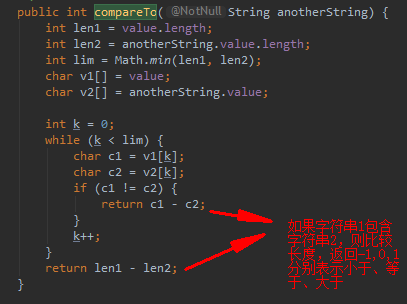 public int compareTo( @NotNull String anotherString) {
int len1 = value.length;
int len2 = anotherString.value.length;
int lim = Math.min(len1, len2);
char v1[] = value;
char v2[] = anotherString.value;
int k = 0;
while (k < lim) {
char c1 = v1[k];
char c2 = v2[k];
if (c1 != c2) {
return c1 - c2;
}
k++;
}
return len1 - len2;
}
如果字符串1包含
字符串2，则比较
长度，返回-1,0,1
分别表示小于、等
于、大于